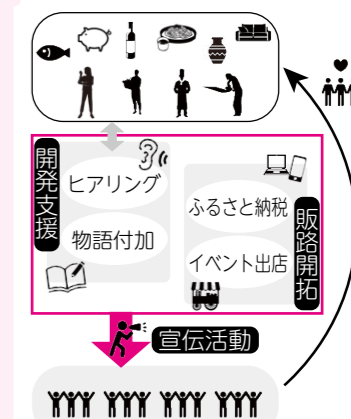 開発支援
ヒアリング
物語付加
ふるさと納税
イベント出店
販路開拓
宣伝活動